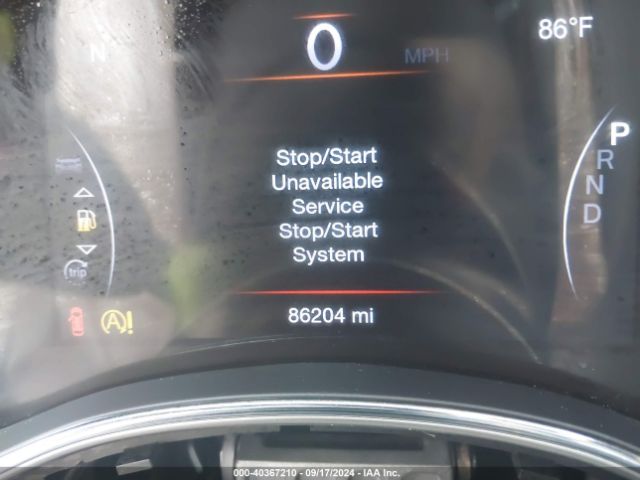 0
MPH
86°F
N
Stop/Start
Unavailable
Service
Stop/Start
System
P
R
N
D
trip
A!
86204 mi
000-40367210 - 09/17/2024 - IAA Inc.